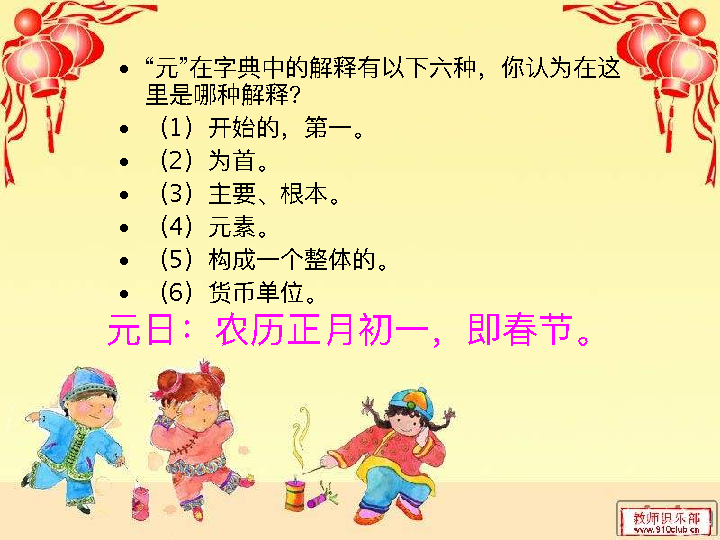 “元”在字典中的解释有以下六种，你认为在这
里是哪种解释？
（1）开始的，第一。
（2）为首。
（3）主要、根本。
（4）元素。
（5）构成一个整体的。
（6）货币单位。
元日：农历正月初一，即春节。
教师俱乐部
www.910club.cn